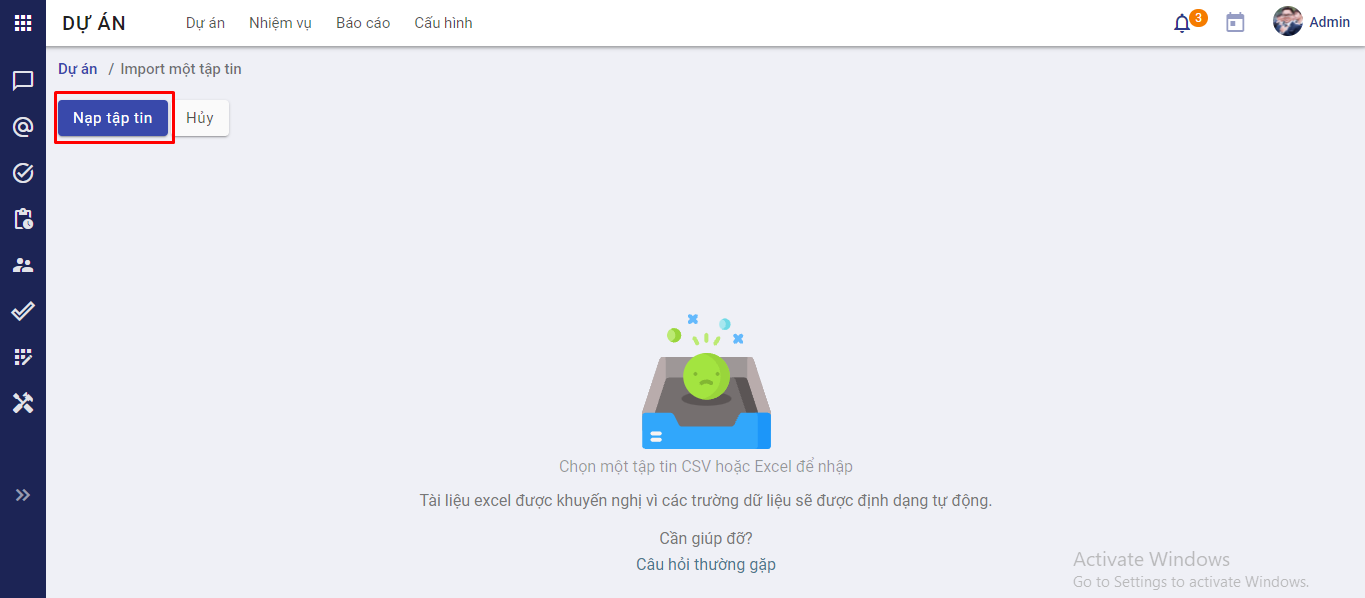 DỰ ÁN Dự án Nhiệm vụ Báo cáo Cấu hình 3 Admin
Dự án / Import một tập tin
Nạp tập tin Hủy
Chọn một tập tin CSV hoặc Excel để nhập
Tài liệu excel được khuyến nghị vì các trường dữ liệu sẽ được định dạng tự động.
Cần giúp đỡ?
Câu hỏi thường gặp
Activate Windows
Go to Settings to activate Windows.